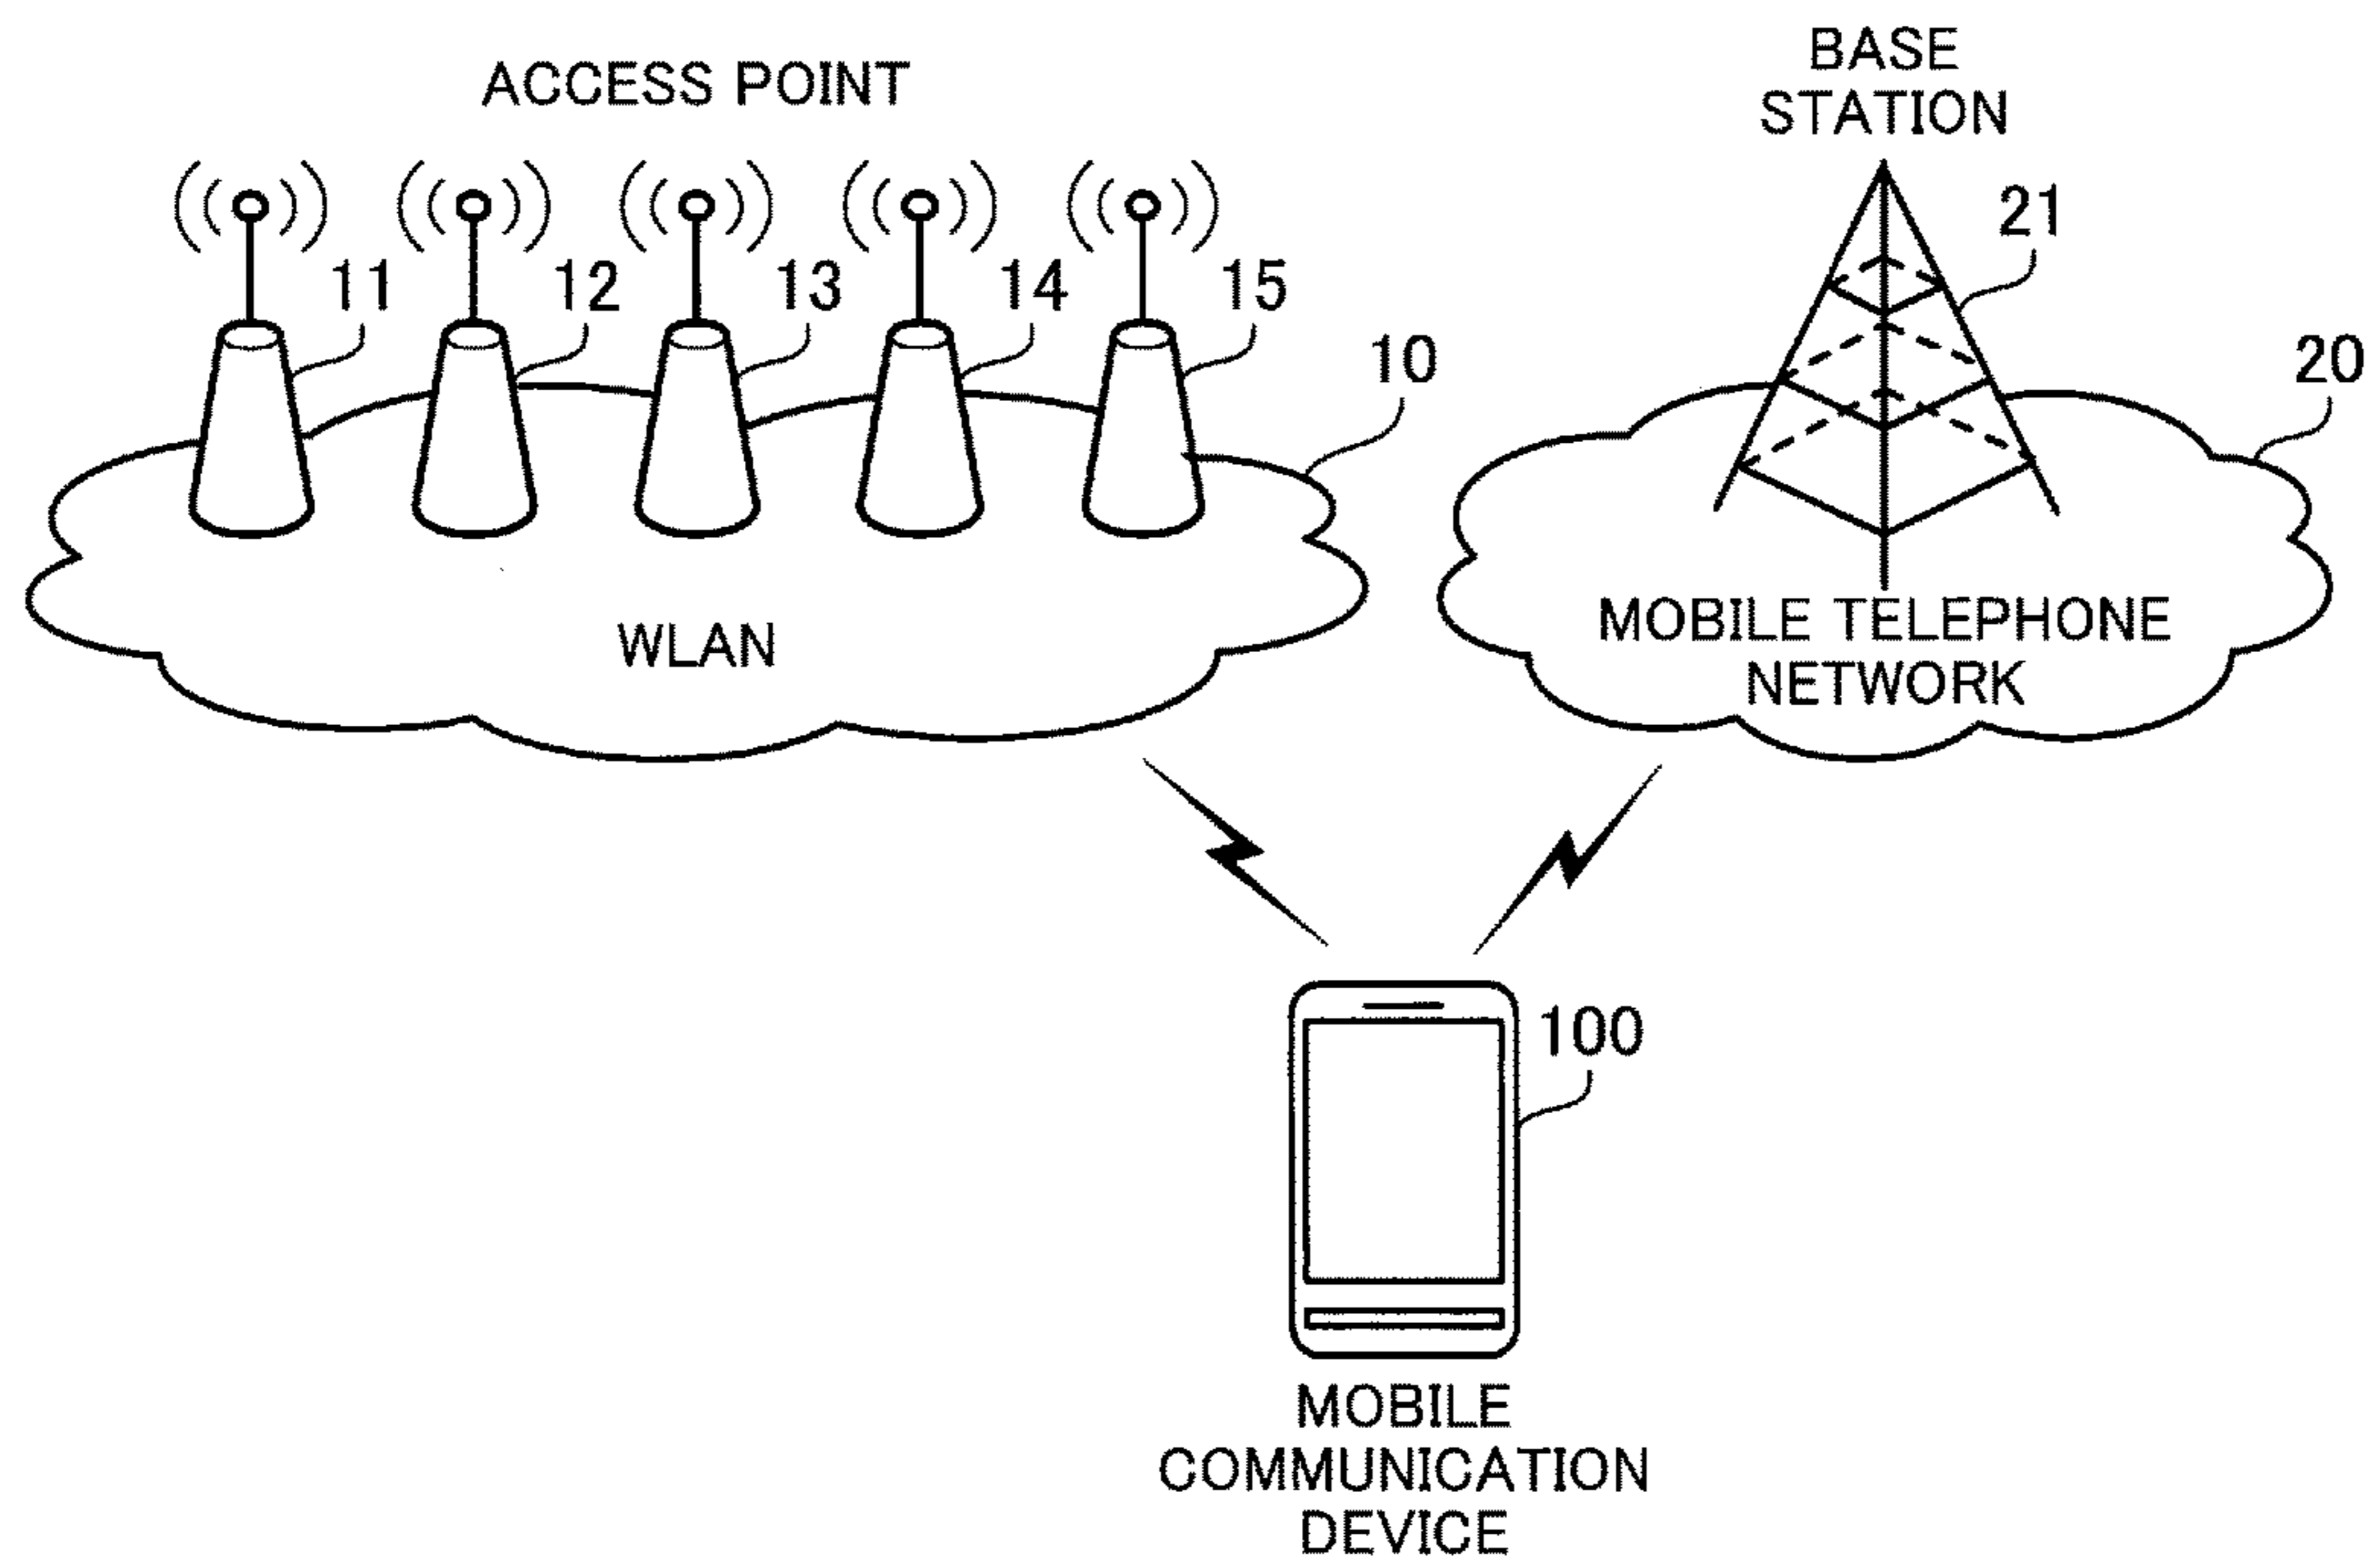 ACCESS POINT
BASE
STATION
11
12
13
14
15
10
21
20
WLAN
MOBILE TELEPHONE
NETWORK
100
MOBILE
COMMUNICATION
DEVICE